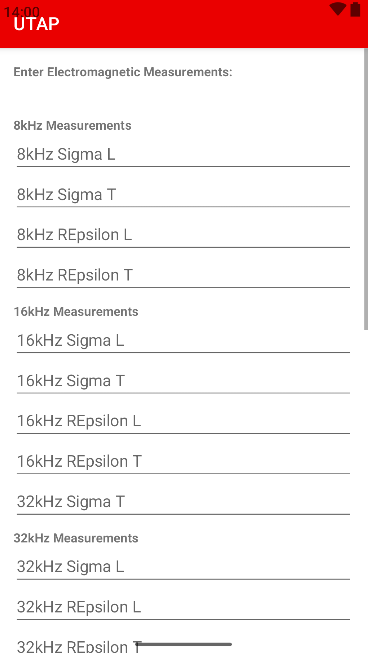 14:00
UTAP
Enter Electromagnetic Measurements:
8kHz Measurements
8kHz Sigma L
8kHz Sigma T
8kHz REpsilon L
8kHz REpsilon T
16kHz Measurements
16kHz Sigma L
16kHz Sigma T
16kHz REpsilon L
16kHz REpsilon T
32kHz Sigma T
32kHz Measurements
32kHz Sigma L
32kHz REpsilon L
32kHz REpsilon T